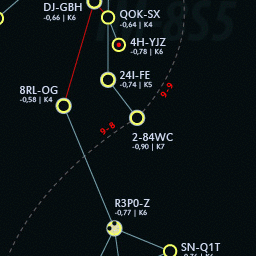 DJ-GBH
-0,66 | K6
QOK-SX
-0,64 | K4
4H-YJZ
-0,78 | K6
24I-FE
-0,74 | K5
8RL-OG
-0,58 | K4
9-9
9-8
2-84WC
-0,90 | K7
R3P0-Z
-0,77 | K6
SN-Q1T